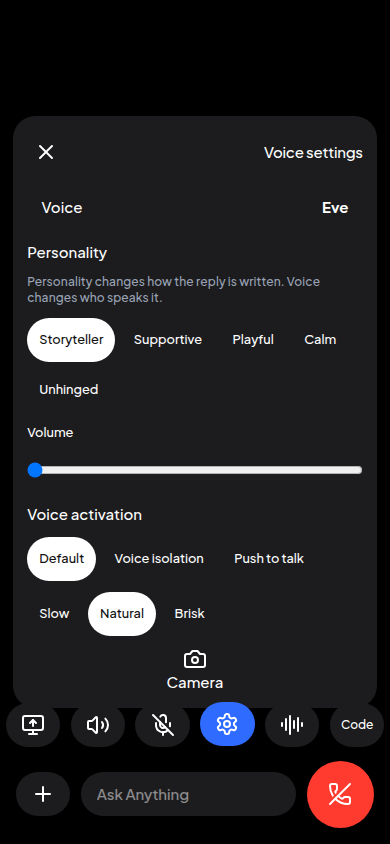 Voice settings
Voice
Eve
Personality
Personality changes how the reply is written. Voice
changes who speaks it.
Storyteller Supportive Playful Calm
Unhinged
Volume
Voice activation
Default Voice isolation Push to talk
Slow Natural Brisk
Camera
Code
Ask Anything